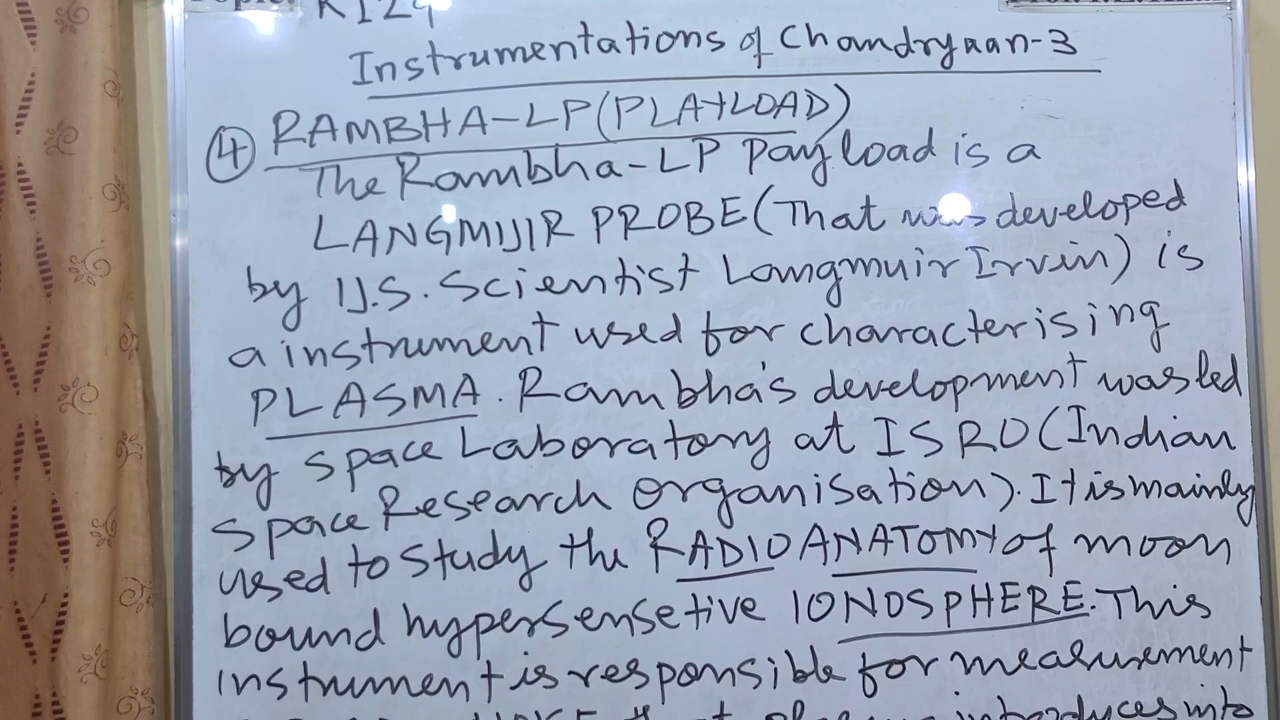 K12q
Instrumentations of Chandryaan-3
④ RAMBHA-LP(PLAYLOAD)
The Rambha-LP Payload is a
LANGMUIR PROBE (That was developed
by U.S. Scientist Langmuir Irvin) is
a instrument used for characterising
PLASMA. Rambha's development was led
by Space Laboratory at ISRO (Indian
Space Research Organisation). It is mainly
used to study the RADIO ANATOMY of moon
bound hypersensetive IONOSPHERE. This
instrument is responsible for measurement
introduces into